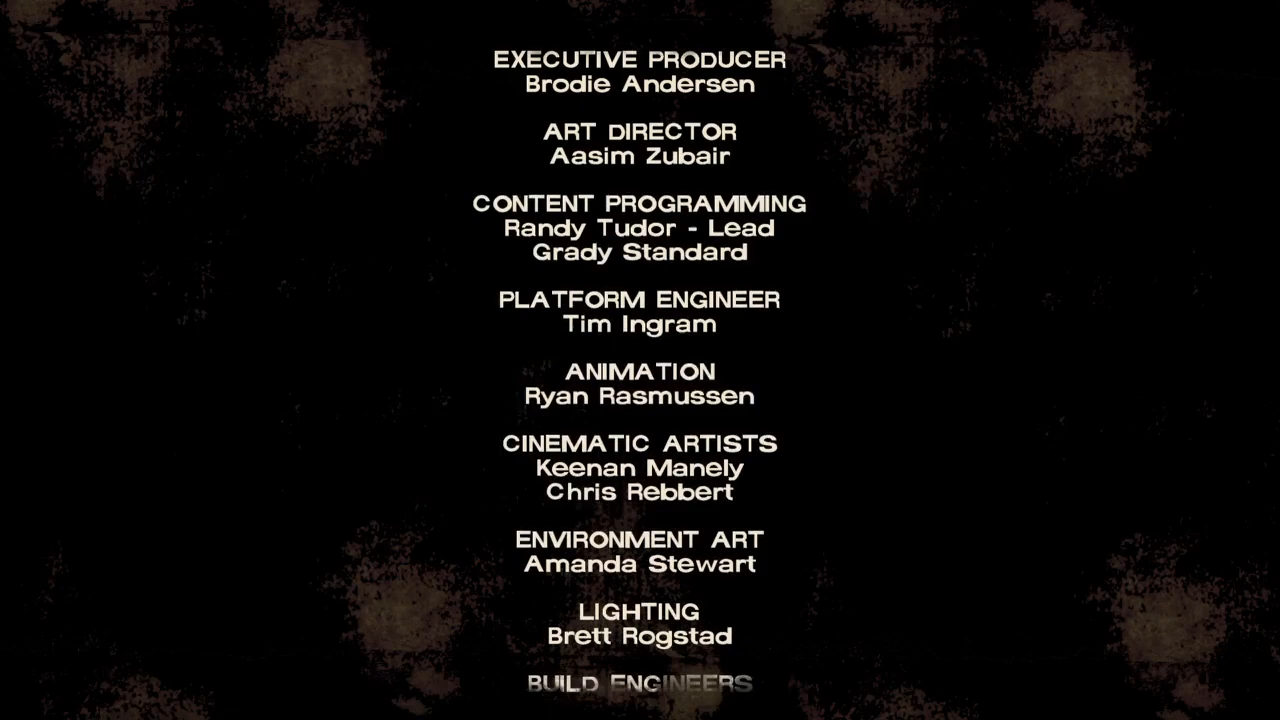 EXECUTIVE PRODUCER
Brodie Andersen
ART DIRECTOR
Aasim Zubair
CONTENT PROGRAMMING
Randy Tudor - Lead
Grady Standard
PLATFORM ENGINEER
Tim Ingram
ANIMATION
Ryan Rasmussen
CINEMATIC ARTISTS
Keenan Manely
Chris Rebbert
ENVIRONMENT ART
Amanda Stewart
LIGHTING
Brett Rogstad
BUILD ENGINEERS